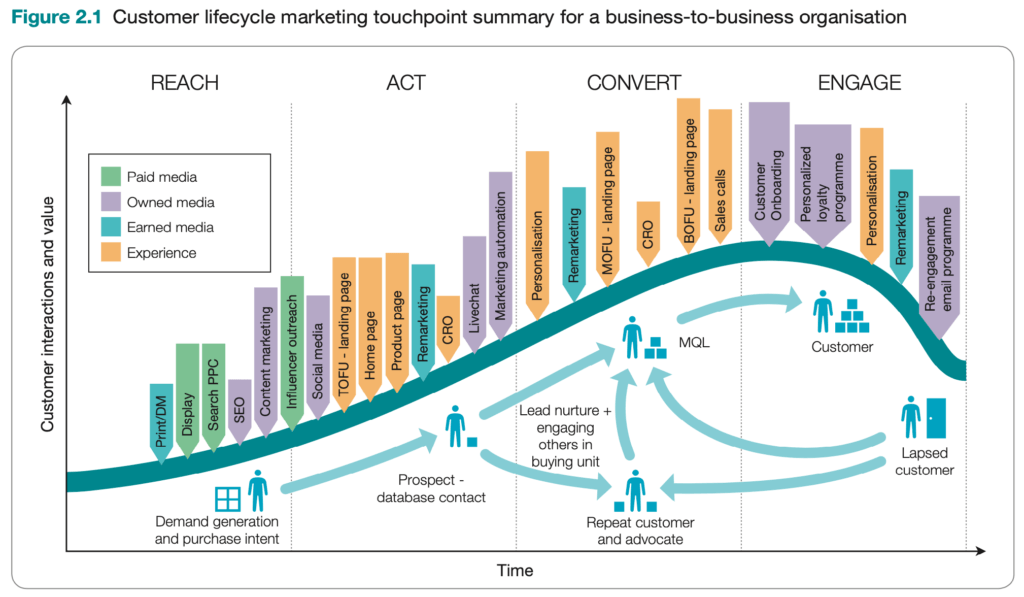 Figure 2.1 Customer lifecycle marketing touchpoint summary for a business-to-business organisation
REACH
ACT
CONVERT
ENGAGE
Customer interactions and value
Paid media
Owned media
Earned media
Experience
Print/DM
Display
Search PPC
SEO
Content marketing
Influencer outreach
Social media
TOFU - landing page
Home page
Product page
Remarketing
CRO
Livechat
Marketing automation
Personalisation
Remarketing
MOFU - landing page
CRO
BOFU - landing page
Sales calls
Customer
Onboarding
Personalized
loyalty
programme
Personalisation
Remarketing
Re-engagement
email programme
Demand generation
and purchase intent
Prospect -
database contact
Lead nurture +
engaging
others in
buying unit
MQL
Customer
Repeat customer
and advocate
Lapsed
customer
Time